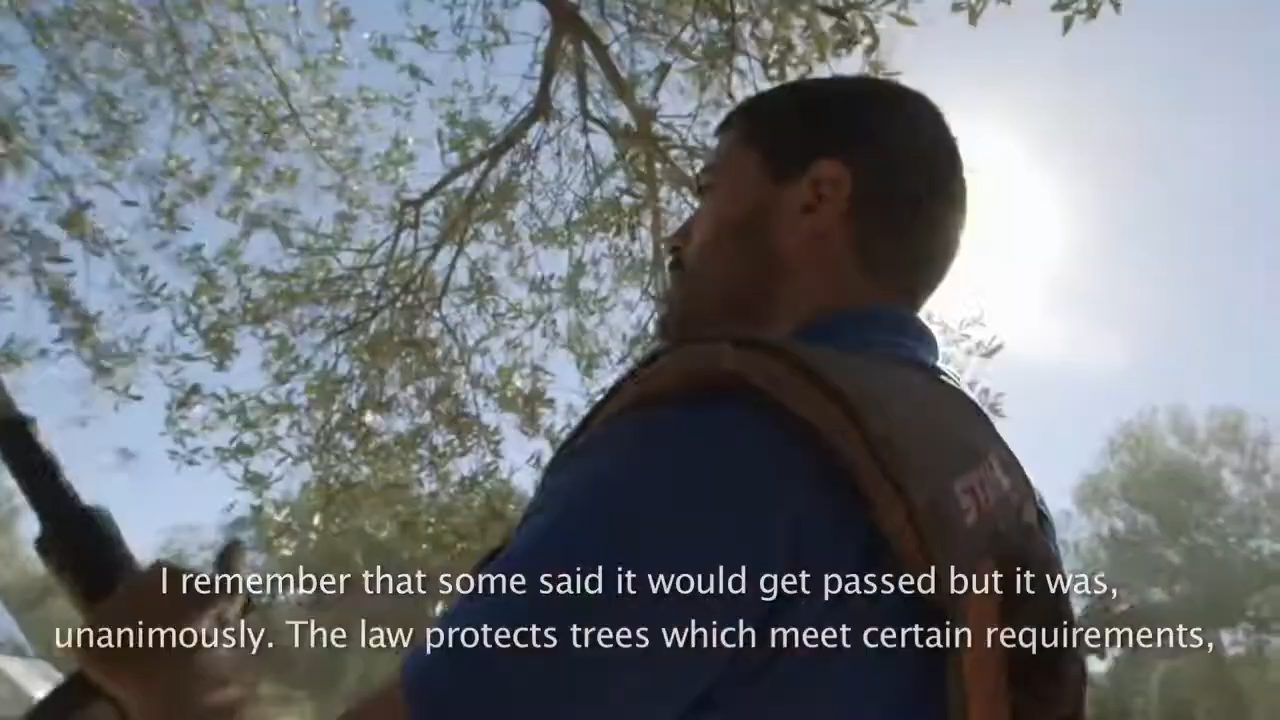 I remember that some said it would get passed but it was,
unanimously. The law protects trees which meet certain requirements,